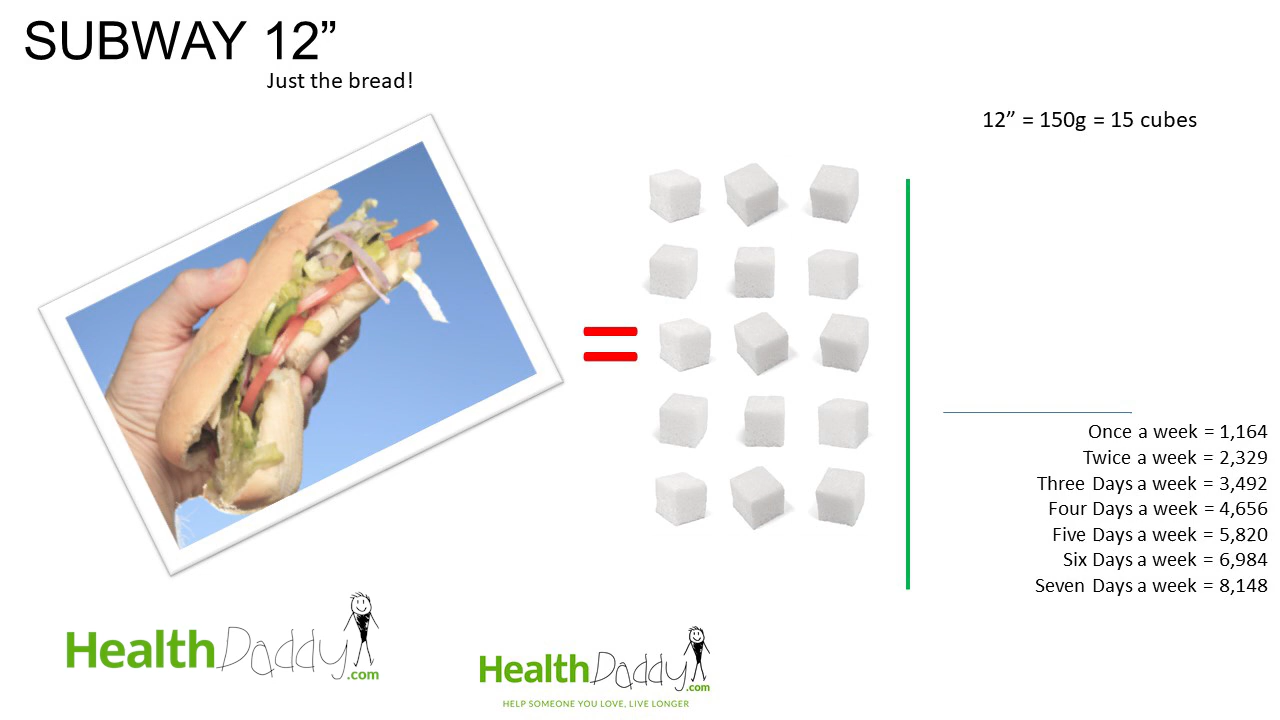 SUBWAY 12”
Just the bread!
12” = 150g = 15 cubes
Once a week = 1,164
Twice a week = 2,329
Three Days a week = 3,492
Four Days a week = 4,656
Five Days a week = 5,820
Six Days a week = 6,984
Seven Days a week = 8,148
HealthDaddy.com
HealthDaddy.com
HELP SOMEONE YOU LOVE, LIVE LONGER